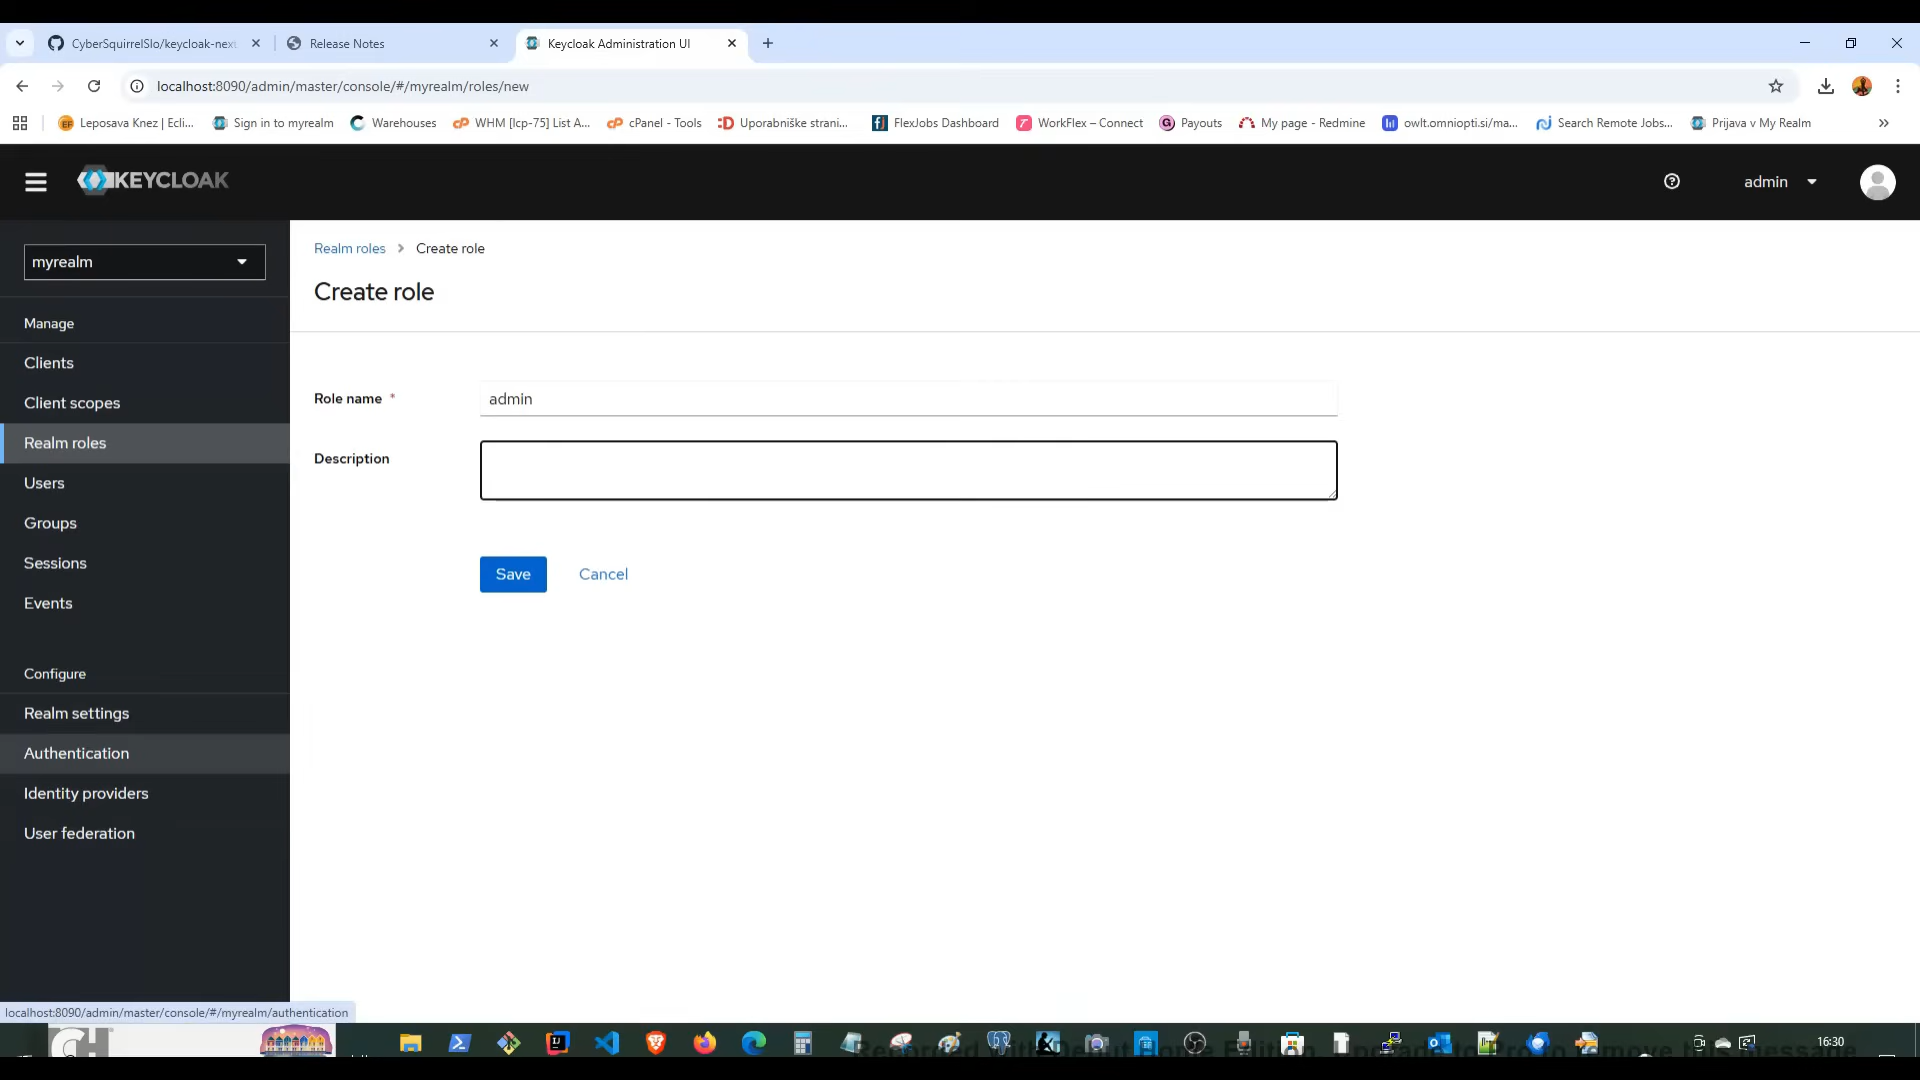 CyberSquirrelSlo/keycloak-nex
Release Notes
Keycloak Administration UI
localhost:8090/admin/master/console/#/myrealm/roles/new
Leposava Knez | Ecli...
Sign in to myrealm
Warehouses
WHM [lcp-75] List A...
cPanel - Tools
Uporabniške strani...
FlexJobs Dashboard
WorkFlex – Connect
Payouts
My page - Redmine
owlt.omniopti.si/ma...
Search Remote Jobs...
Prijava v My Realm
KEYCLOAK
admin
myrealm
Manage
Clients
Client scopes
Realm roles
Users
Groups
Sessions
Events
Configure
Realm settings
Authentication
Identity providers
User federation
Realm roles > Create role
Create role
Role name *
admin
Description
Save
Cancel
localhost:8090/admin/master/console/#/myrealm/authentication
16:30